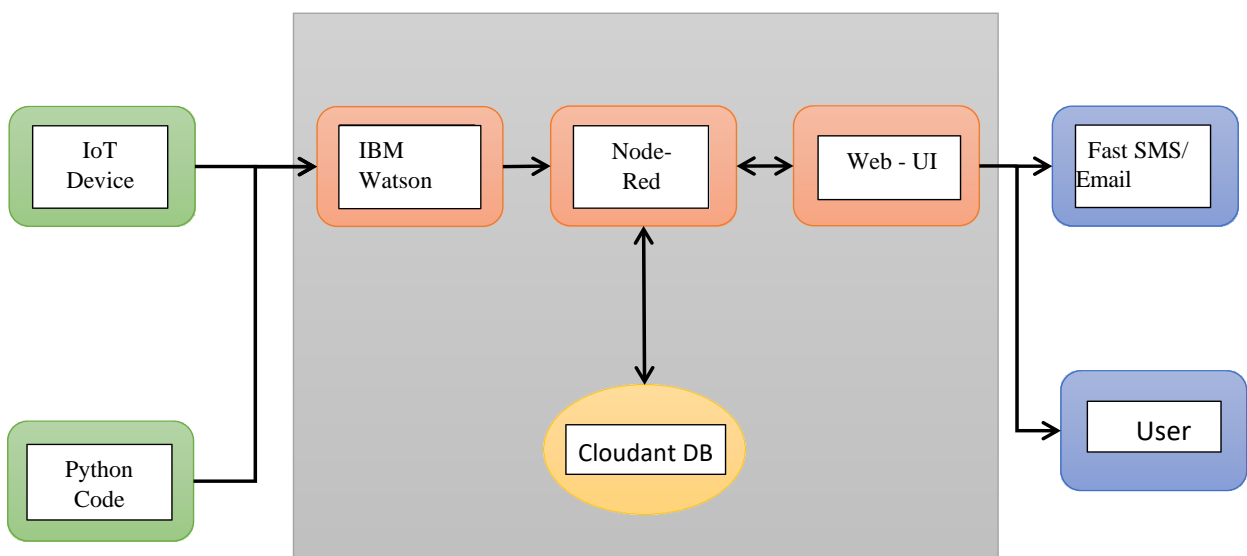 IoT
Device
IBM
Watson
Node-
Red
Web - UI
Fast SMS/
Email
Python
Code
Cloudant DB
User